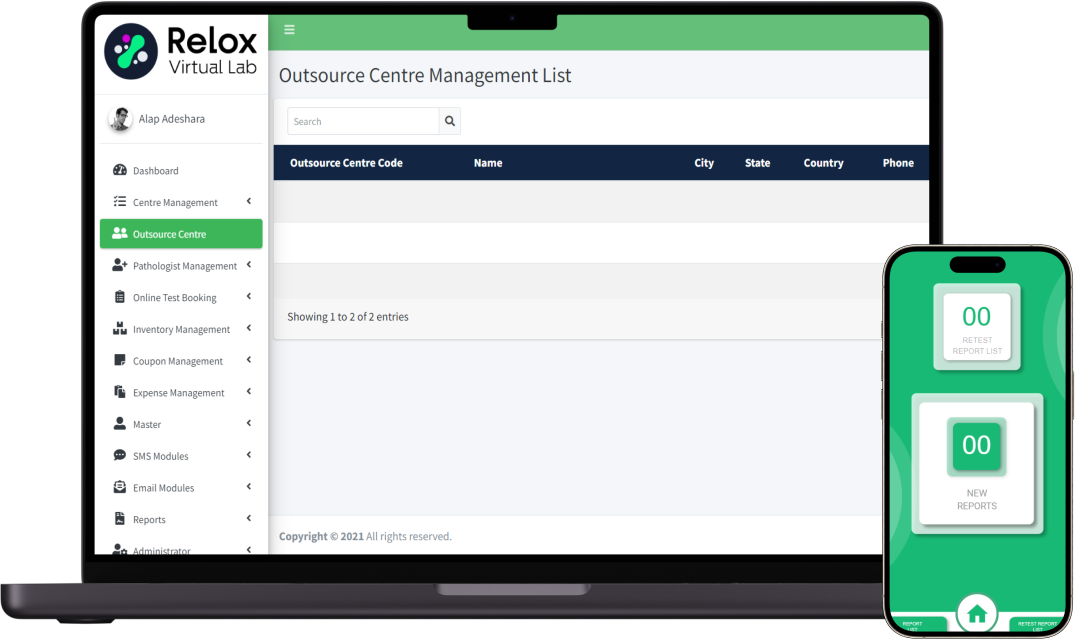 Relox
Virtual Lab
Alap Adeshara
Dashboard
Centre Management
Outsource Centre
Pathologist Management
Online Test Booking
Inventory Management
Coupon Management
Expense Management
Master
SMS Modules
Email Modules
Reports
Administrator
Outsource Centre Management List
Search
Outsource Centre Code Name City State Country Phone
Showing 1 to 2 of 2 entries
Copyright © 2021 All rights reserved.
00
RETEST
REPORT LIST
00
NEW
REPORTS
REPORT
LIST
RETEST REPORT
LIST